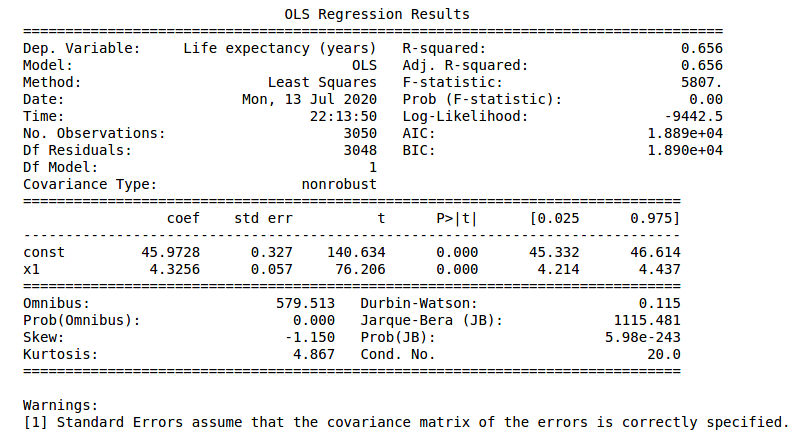 OLS Regression Results
==============================================================================
Dep. Variable:     Life expectancy (years)   R-squared:                       0.656
Model:                                 OLS   Adj. R-squared:                  0.656
Method:                      Least Squares   F-statistic:                     5807.
Date:                     Mon, 13 Jul 2020   Prob (F-statistic):               0.00
Time:                             22:13:50   Log-Likelihood:                -9442.5
No. Observations:                     3050   AIC:                         1.889e+04
Df Residuals:                         3048   BIC:                         1.890e+04
Df Model:                                1
Covariance Type:                 nonrobust
==============================================================================
                 coef    std err          t      P>|t|      [0.025      0.975]
------------------------------------------------------------------------------
const         45.9728      0.327    140.634      0.000      45.332      46.614
x1             4.3256      0.057     76.206      0.000       4.214       4.437
==============================================================================
Omnibus:                      579.513   Durbin-Watson:                   0.115
Prob(Omnibus):                  0.000   Jarque-Bera (JB):             1115.481
Skew:                          -1.150   Prob(JB):                    5.98e-243
Kurtosis:                       4.867   Cond. No.                         20.0
==============================================================================
Warnings:
[1] Standard Errors assume that the covariance matrix of the errors is correctly specified.